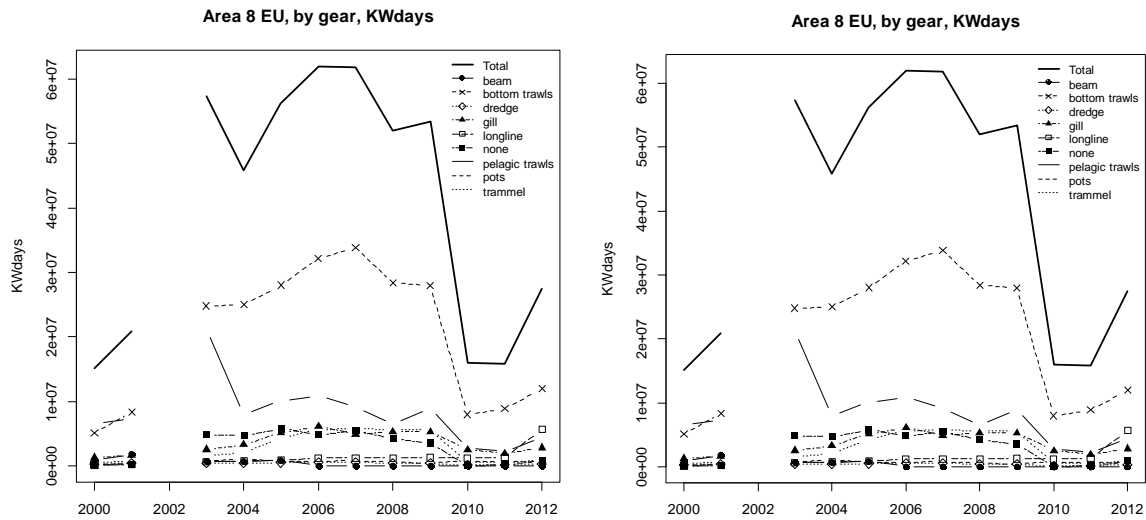 Area 8 EU, by gear, KWdays
KWdays
0e+00
1e+07
2e+07
3e+07
4e+07
5e+07
6e+07
2000
2002
2004
2006
2008
2010
2012
Total
beam
bottom trawls
dredge
gill
longline
none
pelagic trawls
pots
trammel
Area 8 EU, by gear, KWdays
KWdays
0e+00
1e+07
2e+07
3e+07
4e+07
5e+07
6e+07
2000
2002
2004
2006
2008
2010
2012
Total
beam
bottom trawls
dredge
gill
longline
none
pelagic trawls
pots
trammel